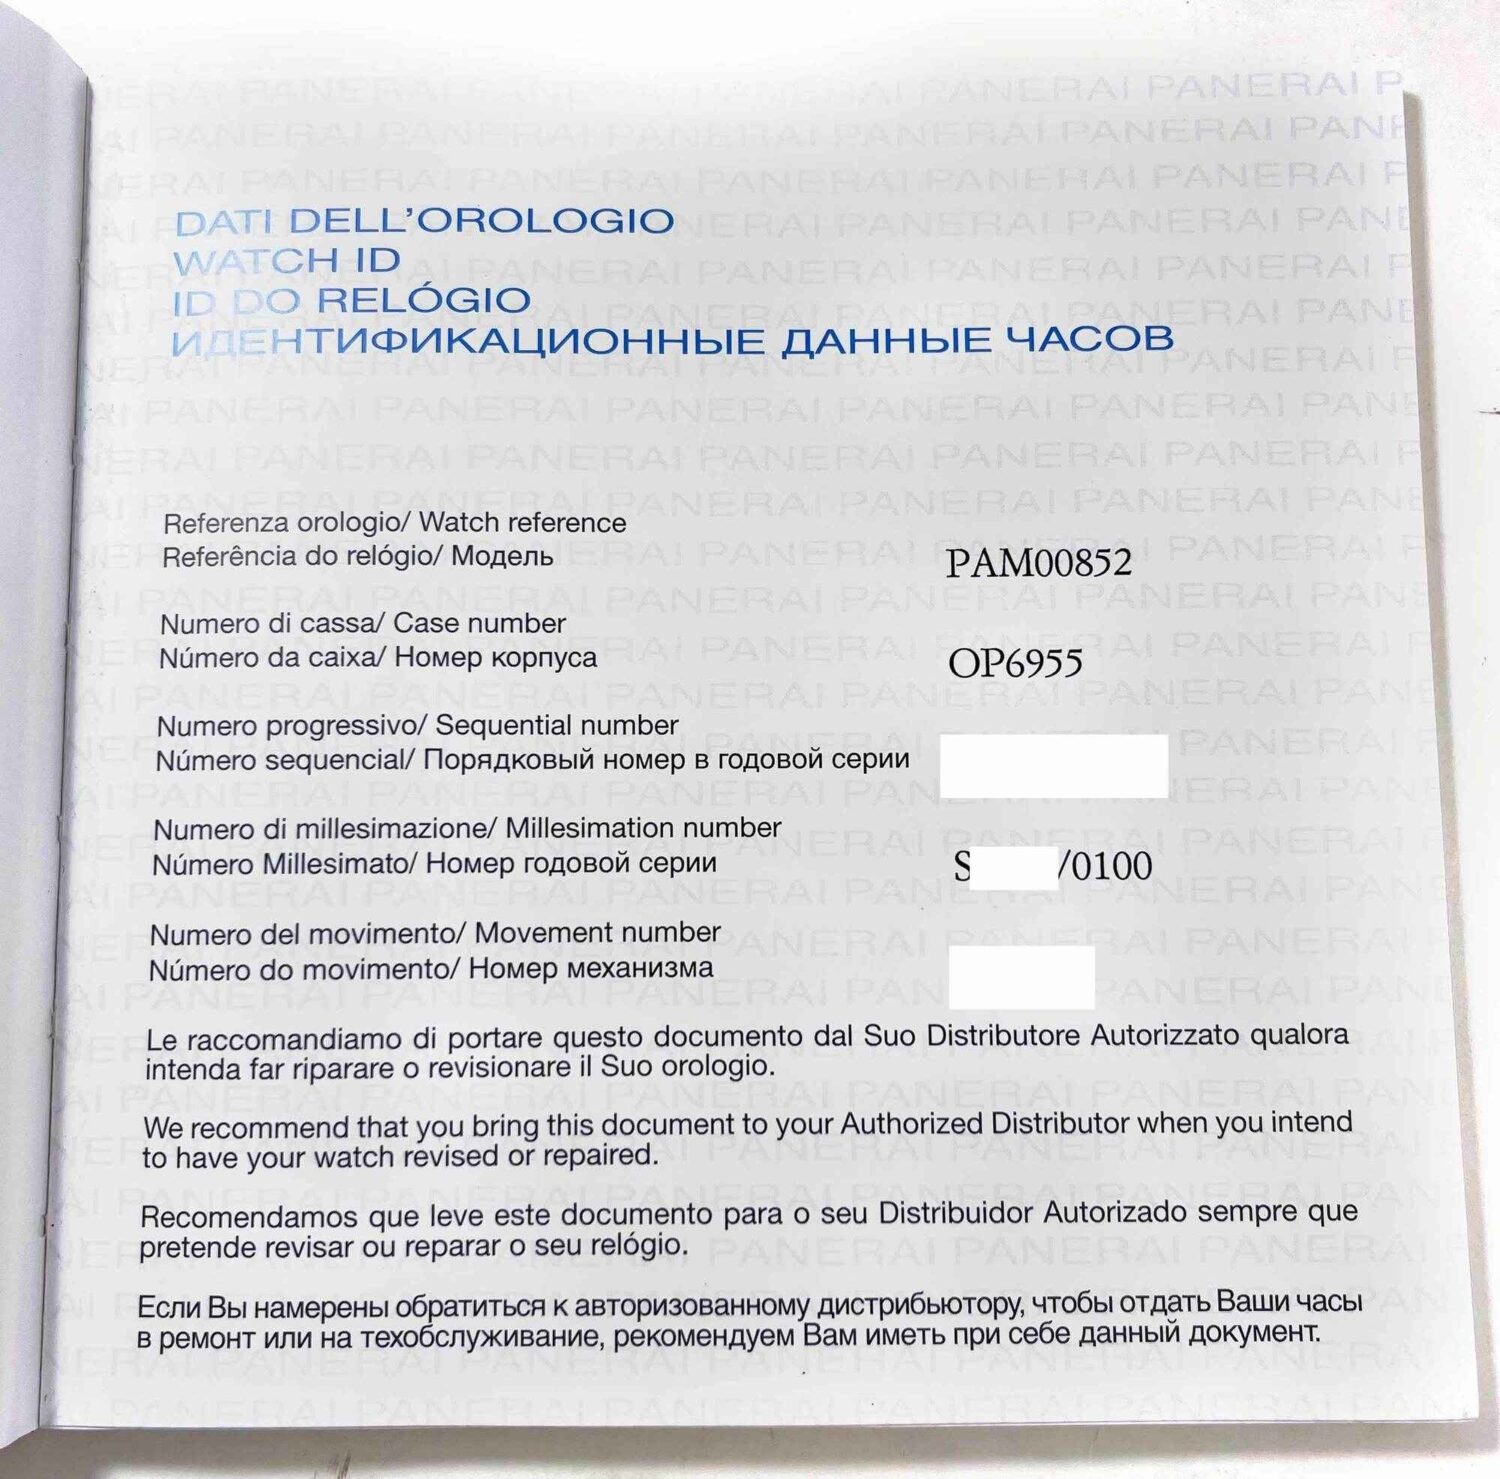 DATI DELL'OROLOGIO
WATCH ID
ID DO RELÓGIO
ИДЕНТИФИКАЦИОННЫЕ ДАННЫЕ ЧАСОВ
Referenza orologio/ Watch reference
Referência do relógio/ Модель PAM00852
Numero di cassa/ Case number
Número da caixa/ Номер корпуса OP6955
Numero progressivo/ Sequential number
Número sequencial/ Порядковый номер в годовой серии
Numero di millesimazione/ Millesimation number
Número Millesimato/ Номер годовой серии S /0100
Numero del movimento/ Movement number
Número do movimento/ Номер механизма
Le raccomandiamo di portare questo documento dal Suo Distributore Autorizzato qualora
intenda far riparare o revisionare il Suo orologio.
We recommend that you bring this document to your Authorized Distributor when you intend
to have your watch revised or repaired.
Recomendamos que leve este documento para o seu Distribuidor Autorizado sempre que
pretende revisar ou reparar o seu relógio.
Если Вы намерены обратиться к авторизованному дистрибьютору, чтобы отдать Ваши часы
в ремонт или на техобслуживание, рекомендуем Вам иметь при себе данный документ.